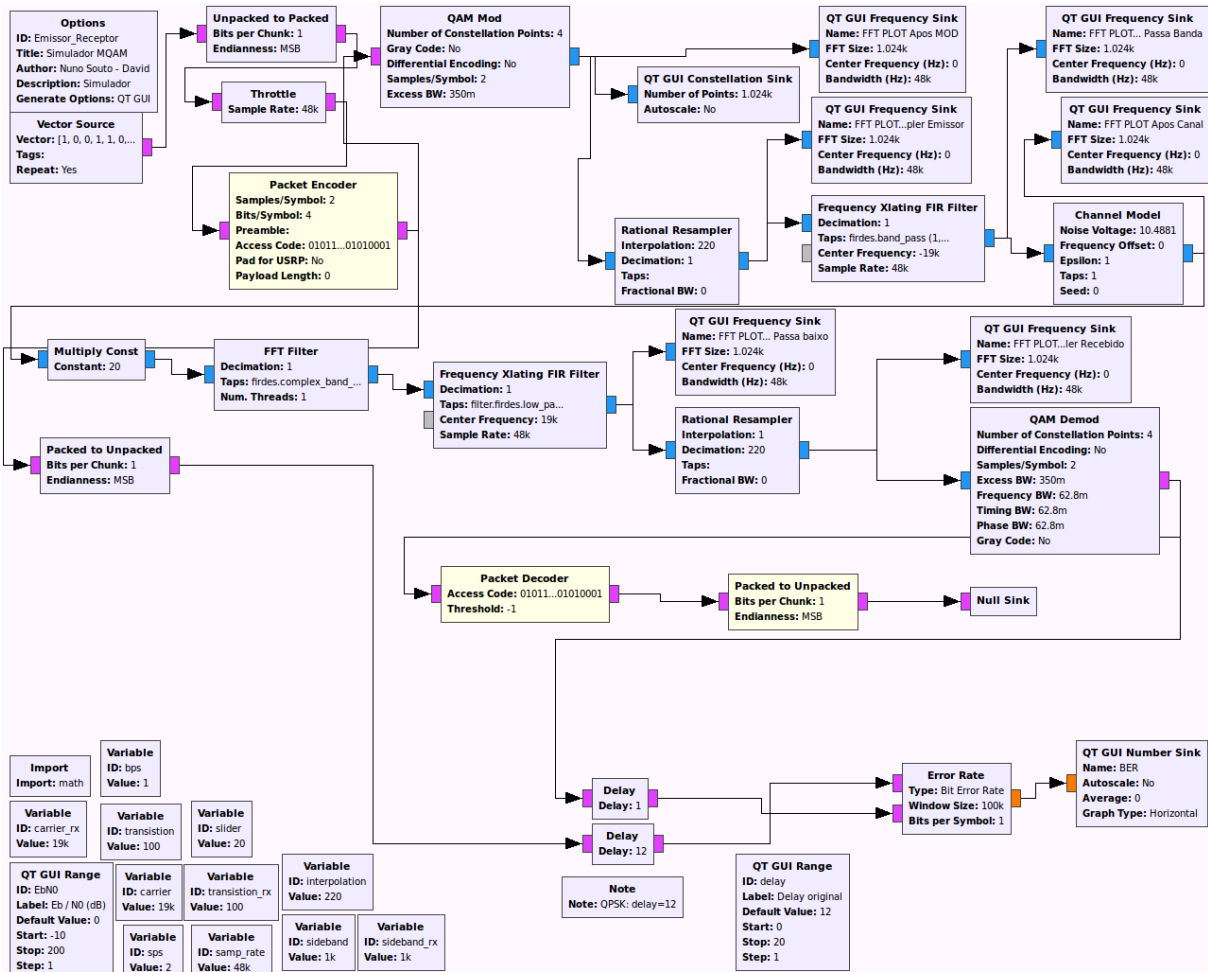 Options
ID: Emissor_Receptor
Title: Simulador MQAM
Author: Nuno Souto - David
Description: Simulador
Generate Options: QT GUI
Vector Source
Vector: [1, 0, 0, 1, 1, 0,...
Tags:
Repeat: Yes
Unpacked to Packed
Bits per Chunk: 1
Endianness: MSB
Throttle
Sample Rate: 48k
QAM Mod
Number of Constellation Points: 4
Gray Code: No
Differential Encoding: No
Samples/Symbol: 2
Excess BW: 350m
Packet Encoder
Samples/Symbol: 2
Bits/Symbol: 4
Preamble:
Access Code: 01011...01010001
Pad for USRP: No
Payload Length: 0
QT GUI Constellation Sink
Number of Points: 1.024k
Autoscale: No
QT GUI Frequency Sink
Name: FFT PLOT Apos MOD
FFT Size: 1.024k
Center Frequency (Hz): 0
Bandwidth (Hz): 48k
QT GUI Frequency Sink
Name: FFT PLOT... Passa Banda
FFT Size: 1.024k
Center Frequency (Hz): 0
Bandwidth (Hz): 48k
QT GUI Frequency Sink
Name: FFT PLOT...pler Emissor
FFT Size: 1.024k
Center Frequency (Hz): 0
Bandwidth (Hz): 48k
QT GUI Frequency Sink
Name: FFT PLOT Apos Canal
FFT Size: 1.024k
Center Frequency (Hz): 0
Bandwidth (Hz): 48k
Rational Resampler
Interpolation: 220
Decimation: 1
Taps:
Fractional BW: 0
Frequency Xlating FIR Filter
Decimation: 1
Taps: firdes.band_pass (1,...
Center Frequency: -19k
Sample Rate: 48k
Channel Model
Noise Voltage: 10.4881
Frequency Offset: 0
Epsilon: 1
Taps: 1
Seed: 0
Multiply Const
Constant: 20
FFT Filter
Decimation: 1
Taps: firdes.complex_band_...
Num. Threads: 1
Frequency Xlating FIR Filter
Decimation: 1
Taps: filter.firdes.low_pa...
Center Frequency: 19k
Sample Rate: 48k
QT GUI Frequency Sink
Name: FFT PLOT... Passa baixo
FFT Size: 1.024k
Center Frequency (Hz): 0
Bandwidth (Hz): 48k
Rational Resampler
Interpolation: 1
Decimation: 220
Taps:
Fractional BW: 0
QT GUI Frequency Sink
Name: FFT PLOT...ler Recebido
FFT Size: 1.024k
Center Frequency (Hz): 0
Bandwidth (Hz): 48k
QAM Demod
Number of Constellation Points: 4
Differential Encoding: No
Samples/Symbol: 2
Excess BW: 350m
Frequency BW: 62.8m
Timing BW: 62.8m
Phase BW: 62.8m
Gray Code: No
Packed to Unpacked
Bits per Chunk: 1
Endianness: MSB
Packet Decoder
Access Code: 01011...01010001
Threshold: -1
Packed to Unpacked
Bits per Chunk: 1
Endianness: MSB
Null Sink
Delay
Delay: 1
Delay
Delay: 12
Error Rate
Type: Bit Error Rate
Window Size: 100k
Bits per Symbol: 1
QT GUI Number Sink
Name: BER
Autoscale: No
Average: 0
Graph Type: Horizontal
Import
Import: math
Variable
ID: bps
Value: 1
Variable
ID: carrier_rx
Value: 19k
Variable
ID: transistion
Value: 100
Variable
ID: slider
Value: 20
QT GUI Range
ID: EbN0
Label: Eb / N0 (dB)
Default Value: 0
Start: -10
Stop: 200
Step: 1
Variable
ID: carrier
Value: 19k
Variable
ID: transistion_rx
Value: 100
Variable
ID: interpolation
Value: 220
Variable
ID: sps
Value: 2
Variable
ID: samp_rate
Value: 48k
Variable
ID: sideband
Value: 1k
Variable
ID: sideband_rx
Value: 1k
Note
Note: QPSK: delay=12
QT GUI Range
ID: delay
Label: Delay original
Default Value: 12
Start: 0
Stop: 20
Step: 1